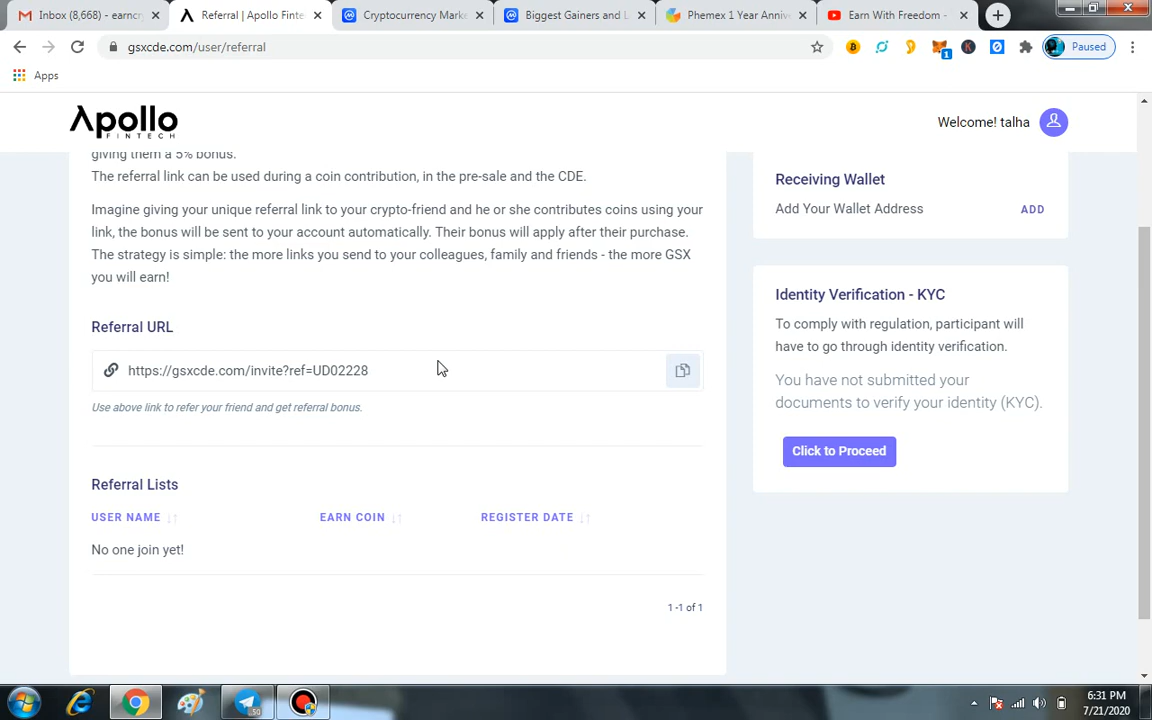 Inbox (8,668) - earncry
Referral | Apollo Finte
Cryptocurrency Mark
Biggest Gainers and L
Phemex 1 Year Anniv
Earn With Freedom -
gsxcde.com/user/referral
Paused
Apps
Apollo
FINTECH
Welcome! talha
giving them a 5% bonus.
The referral link can be used during a coin contribution, in the pre-sale and the CDE.
Imagine giving your unique referral link to your crypto-friend and he or she contributes coins using your
link, the bonus will be sent to your account automatically. Their bonus will apply after their purchase.
The strategy is simple: the more links you send to your colleagues, family and friends - the more GSX
you will earn!
Referral URL
https://gsxcde.com/invite?ref=UD02228
Use above link to refer your friend and get referral bonus.
Referral Lists
USER NAME EARN COIN REGISTER DATE
No one join yet!
1 -1 of 1
Receiving Wallet
Add Your Wallet Address ADD
Identity Verification - KYC
To comply with regulation, participant will
have to go through identity verification.
You have not submitted your
documents to verify your identity (KYC).
Click to Proceed
50
6:31 PM
7/21/2020